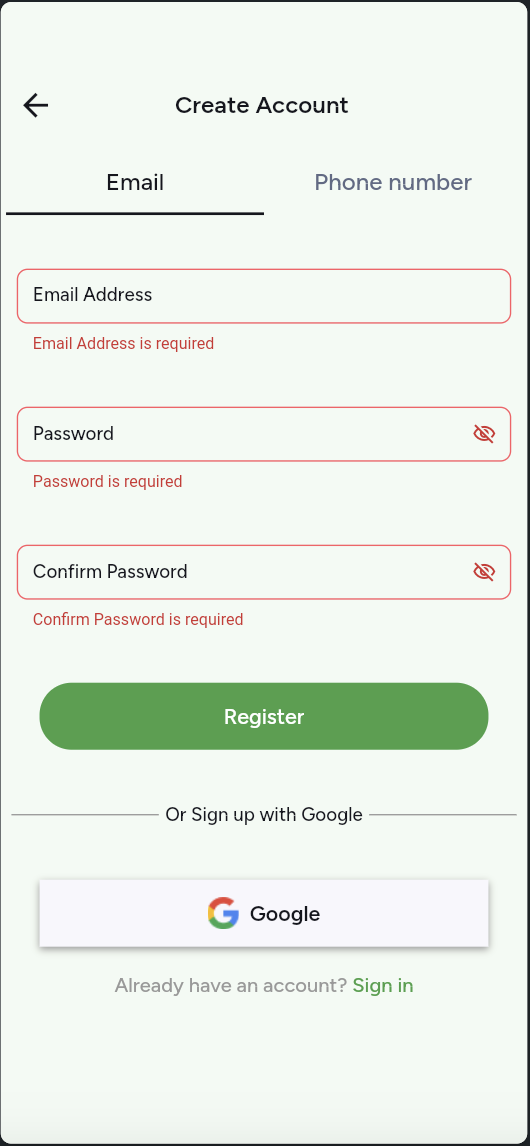 Create Account
Email
Phone number
Email Address
Email Address is required
Password
Password is required
Confirm Password
Confirm Password is required
Register
Or Sign up with Google
Google
Already have an account? Sign in